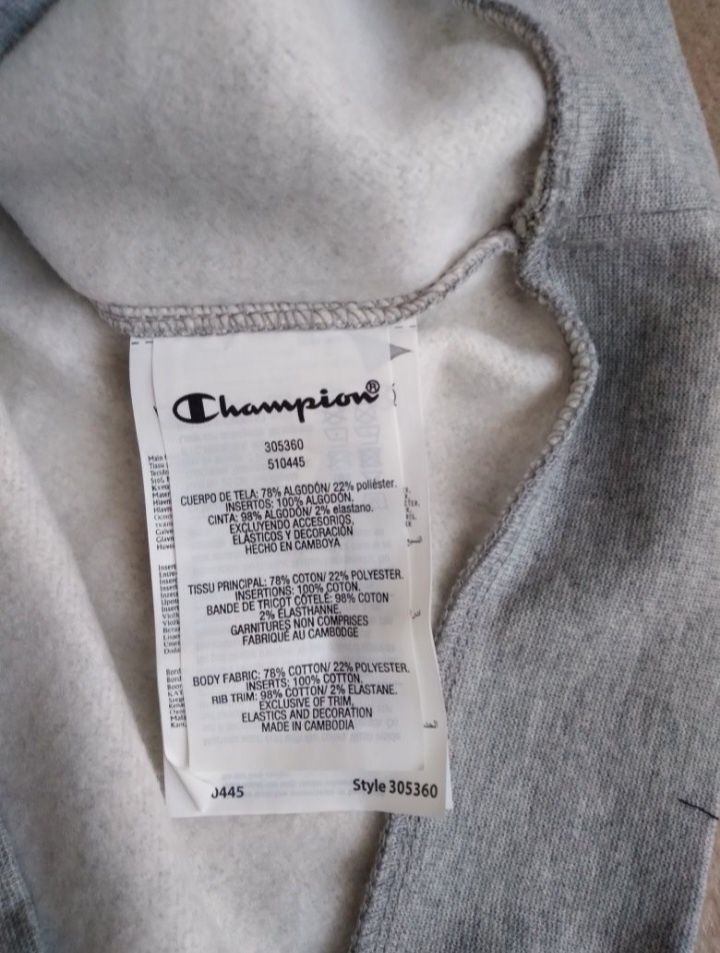 Champion®
305360
510445
CUERPO DE TELA: 78% ALGODÓN/ 22% poliéster.
INSERTOS: 100% ALGODÓN.
CINTA: 98% ALGODÓN/ 2% elastano.
EXCLUYENDO ACCESORIOS,
ELÁSTICOS Y DECORACIÓN
HECHO EN CAMBOYA
TISSU PRINCIPAL: 78% COTON/ 22% POLYESTER.
INSERTIONS: 100% COTON.
BANDE DE TRICOT CÔTELÉ: 98% COTON
2% ÉLASTHANNE.
GARNITURES NON COMPRISES
FABRIQUÉ AU CAMBODGE
BODY FABRIC: 78% COTTON/ 22% POLYESTER.
INSERTS: 100% COTTON.
RIB TRIM: 98% COTTON/ 2% ELASTANE.
EXCLUSIVE OF TRIM,
ELASTICS AND DECORATION
MADE IN CAMBODIA
0445 Style 305360